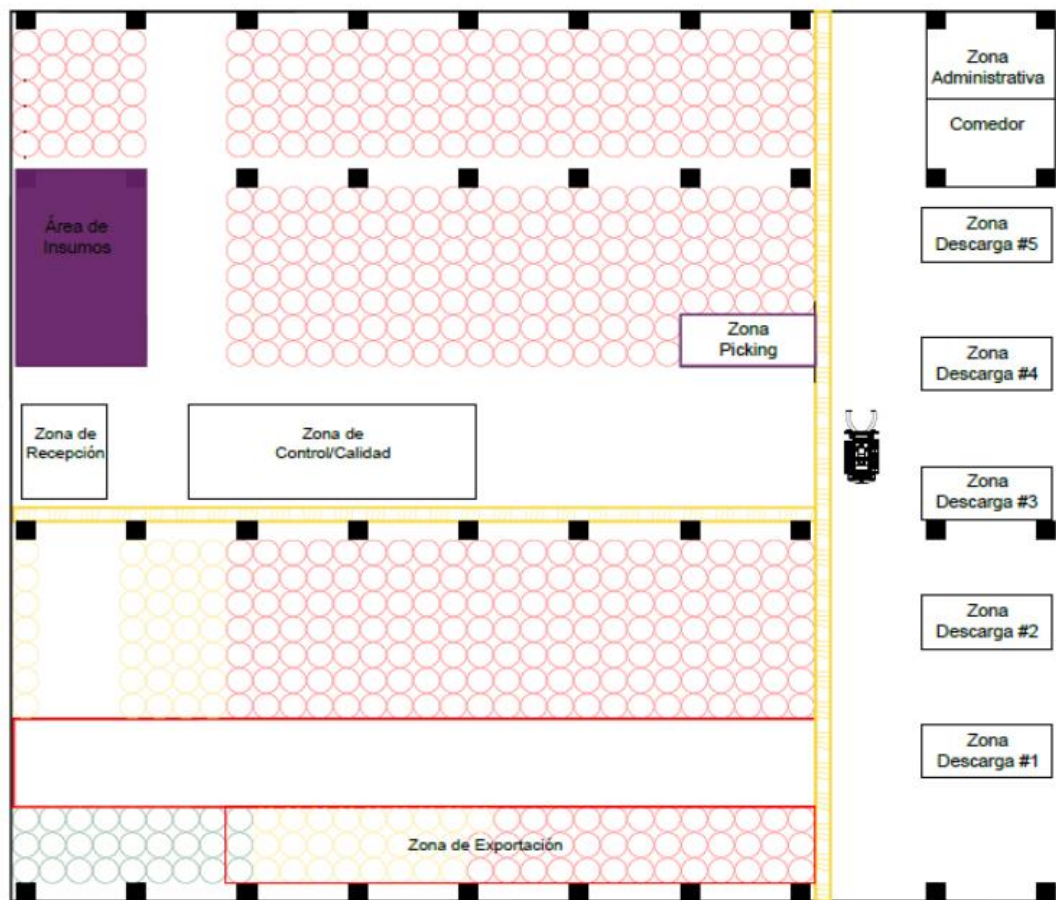 Zona
Administrativa
Comedor
Zona
Descarga #5
Área de
Insumos
Zona
Picking
Zona
Descarga #4
Zona de
Recepción
Zona de
Control/Calidad
Zona
Descarga #3
Zona
Descarga #2
Zona
Descarga #1
Zona de Exportación